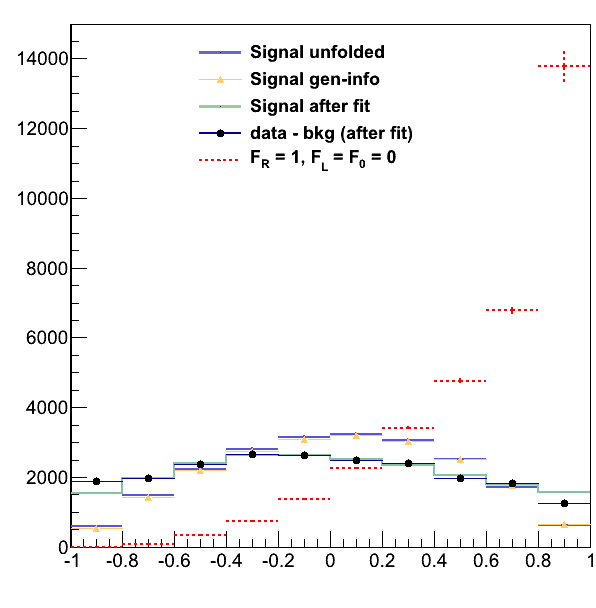 14000
12000
10000
8000
6000
4000
2000
0
Signal unfolded
Signal gen-info
Signal after fit
data - bkg (after fit)
F_R = 1, F_L = F_0 = 0
-1 -0.8 -0.6 -0.4 -0.2 0 0.2 0.4 0.6 0.8 1